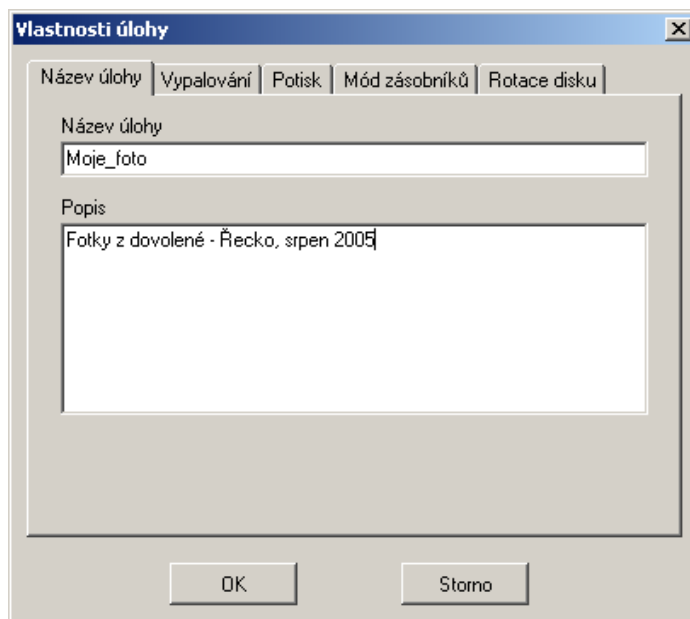 Vlastnosti úlohy
Název úlohy Vypalování Potisk Mód zásobníků Rotace disku
Název úlohy
Moje_foto
Popis
Fotky z dovolené - Řecko, srpen 2005
OK Storno